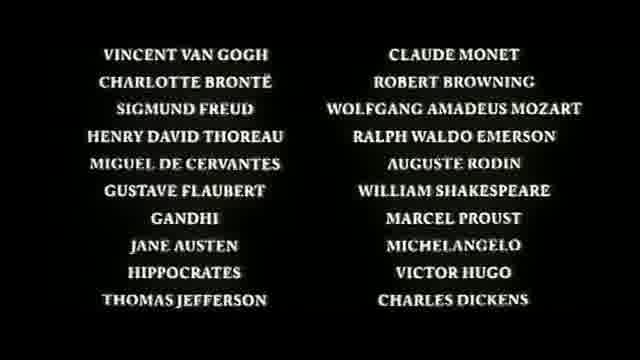 VINCENT VAN GOGH
CHARLOTTE BRONTË
SIGMUND FREUD
HENRY DAVID THOREAU
MIGUEL DE CERVANTES
GUSTAVE FLAUBERT
GANDHI
JANE AUSTEN
HIPPOCRATES
THOMAS JEFFERSON
CLAUDE MONET
ROBERT BROWNING
WOLFGANG AMADEUS MOZART
RALPH WALDO EMERSON
AUGUSTE RODIN
WILLIAM SHAKESPEARE
MARCEL PROUST
MICHELANGELO
VICTOR HUGO
CHARLES DICKENS